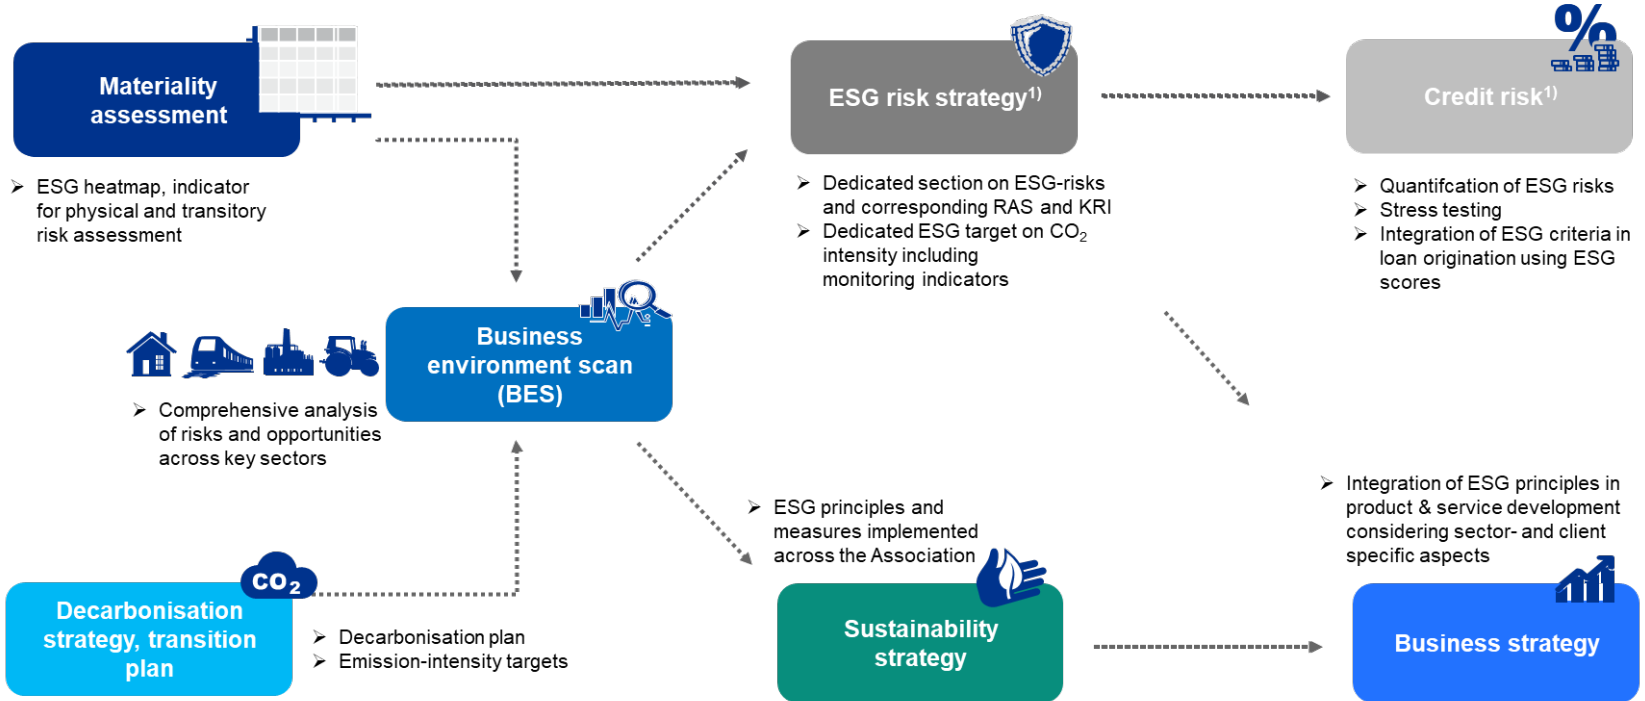 Materiality
assessment
➢ ESG heatmap, indicator
for physical and transitory
risk assessment
ESG risk strategy¹⁾
➢ Dedicated section on ESG-risks
and corresponding RAS and KRI
➢ Dedicated ESG target on CO₂
intensity including
monitoring indicators
%
Credit risk¹⁾
➢ Quantifcation of ESG risks
➢ Stress testing
➢ Integration of ESG criteria in
loan origination using ESG
scores
Business
environment scan
(BES)
➢ Comprehensive analysis
of risks and opportunities
across key sectors
CO₂
Decarbonisation
strategy, transition
plan
➢ Decarbonisation plan
➢ Emission-intensity targets
➢ ESG principles and
measures implemented
across the Association
Sustainability
strategy
➢ Integration of ESG principles in
product & service development
considering sector- and client
specific aspects
Business strategy